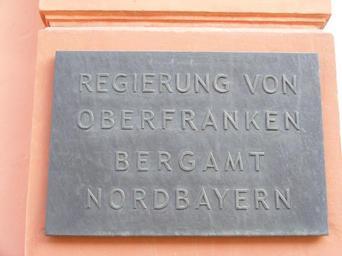 REGIERUNG VON
OBERFRANKEN
BERGAMT
NORDBAYERN